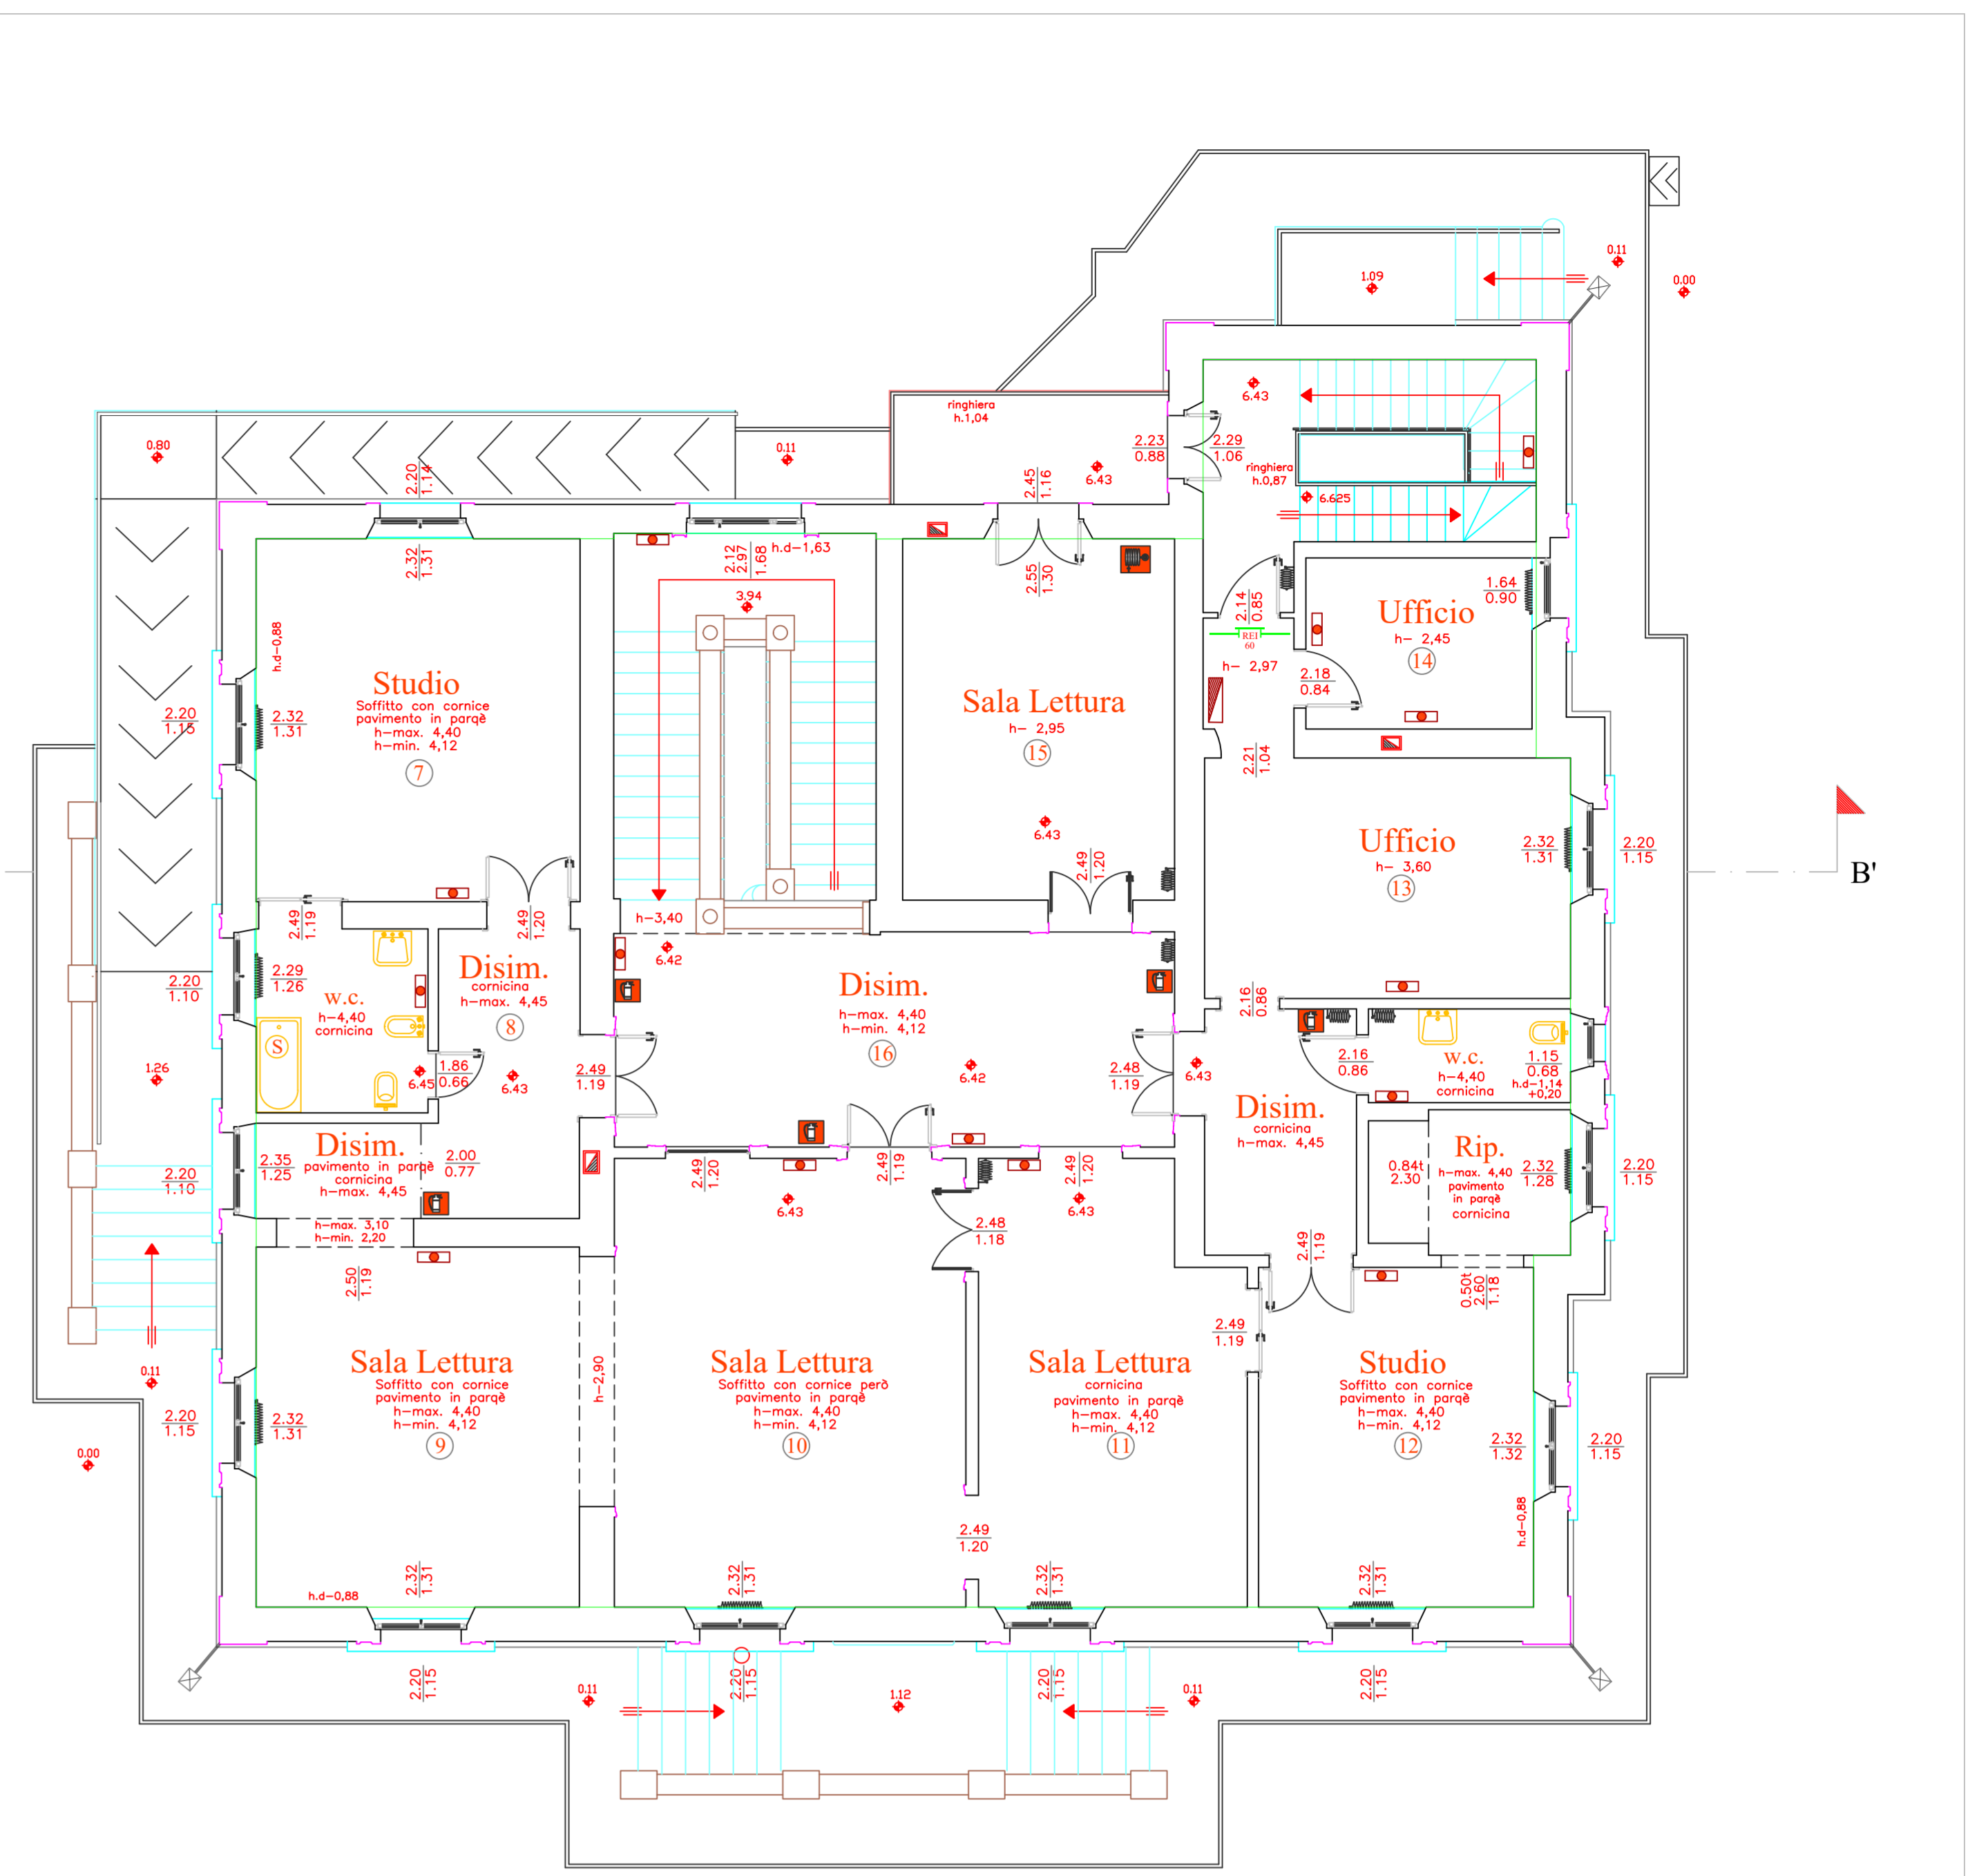 0.11
1.09
0.00
6.43
ringhiera
h.1,04
2.23
0.88
2.29
1.06
0.80
0.11
2.20
1.14
2.45
1.16
6.43
ringhiera
h.0,87
6.625
2.32
1.31
2.12
2.97
1.68
h.d-1,63
3.94
2.55
1.30
2.14
0.85
REI
60
1.64
0.90
Ufficio
h- 2,45
14
h- 2,97
2.18
0.84
h.d-0,88
Studio
Soffitto con cornice
pavimento in parqè
h-max. 4,40
h-min. 4,12
7
2.20
1.15
2.32
1.31
Sala Lettura
h- 2,95
15
6.43
2.21
1.04
Ufficio
h- 3,60
13
2.32
1.31
2.20
1.15
B'
2.49
1.20
2.49
1.19
2.49
1.20
h-3,40
6.42
2.20
1.10
2.29
1.26
w.c.
h-4,40
cornicina
S
6.45
1.86
0.66
Disim.
cornicina
h-max. 4,45
8
6.43
Disim.
h-max. 4,40
h-min. 4,12
16
6.42
2.49
1.19
2.48
1.19
6.43
2.16
0.86
2.16
0.86
w.c.
h-4,40
cornicina
1.15
0.68
h.d-1,14
+0,20
1.26
Disim.
cornicina
h-max. 4,45
Disim.
pavimento in parqè
cornicina
h-max. 4,45
2.35
1.25
2.20
1.10
2.00
0.77
h-max. 3,10
h-min. 2,20
2.50
1.19
2.49
1.20
6.43
2.49
1.19
2.49
1.20
6.43
2.48
1.18
0.84t
2.30
Rip.
h-max. 4,40
pavimento
in parqè
cornicina
2.32
1.28
2.20
1.15
2.49
1.19
0.50t
2.60
1.18
2.49
1.19
0.11
0.00
2.20
1.15
2.32
1.31
Sala Lettura
Soffitto con cornice
pavimento in parqè
h-max. 4,40
h-min. 4,12
9
h-2,90
Sala Lettura
Soffitto con cornice però
pavimento in parqè
h-max. 4,40
h-min. 4,12
10
Sala Lettura
cornicina
pavimento in parqè
h-max. 4,40
h-min. 4,12
11
Studio
Soffitto con cornice
pavimento in parqè
h-max. 4,40
h-min. 4,12
12
2.32
1.32
2.20
1.15
h.d-0,88
2.49
1.20
h.d-0,88
2.32
1.31
2.32
1.31
2.32
1.31
2.32
1.31
2.20
1.15
0.11
2.20
1.15
1.12
2.20
1.15
0.11
2.20
1.15